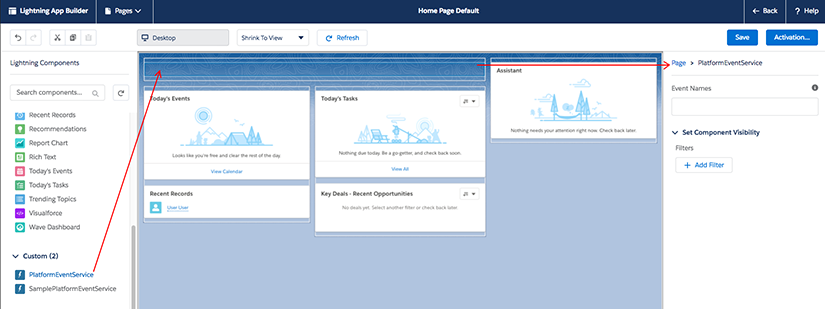 Lightning App Builder
Pages
Home Page Default
Back
? Help
Desktop
Shrink To View
Refresh
Save
Activation...
Lightning Components
Search components...
Recent Records
Recommendations
Report Chart
Rich Text
Today's Events
Today's Tasks
Trending Topics
Visualforce
Wave Dashboard
Custom (2)
PlatformEventService
SamplePlatformEventService
Today's Events
Looks like you're free and clear the rest of the day.
View Calendar
Recent Records
User User
Today's Tasks
Nothing due today. Be a go-getter, and check back soon.
View All
Key Deals - Recent Opportunities
No deals yet. Select another filter or check back later.
Assistant
Nothing needs your attention right now. Check back later.
Page > PlatformEventService
Event Names
Set Component Visibility
Filters
+ Add Filter